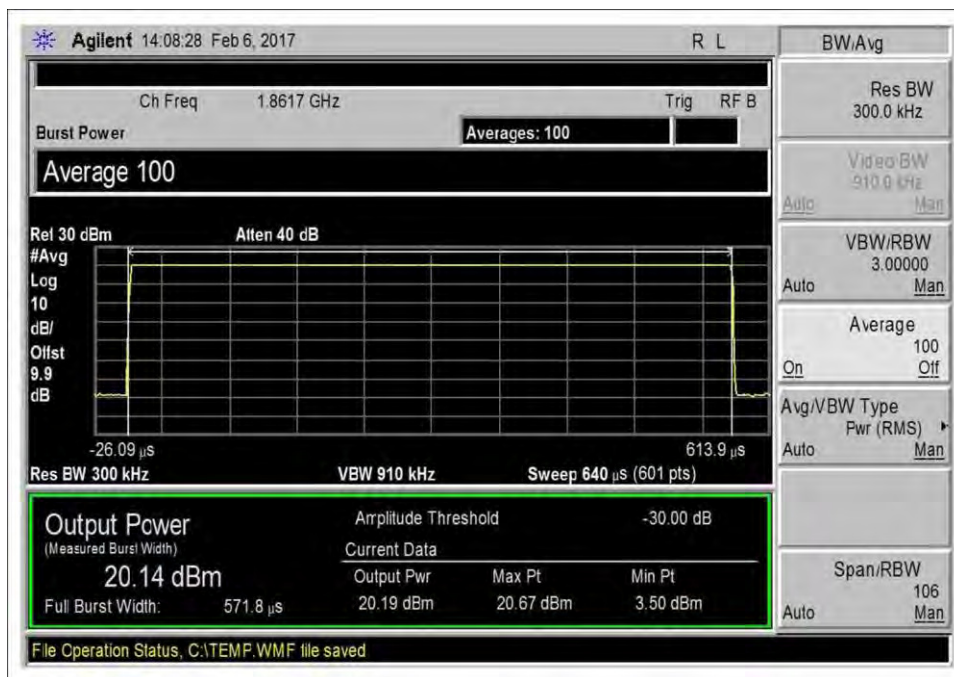 Agilent 14:08:28 Feb 6, 2017 R L
BW/Avg
Ch Freq 1.8617 GHz Trig RF B
Burst Power Averages: 100
Average 100
Ref 30 dBm Atten 40 dB
#Avg
Log
10
dB/
Offst
9.9
dB
-26.09 µs 613.9 µs
Res BW 300 kHz VBW 910 kHz Sweep 640 µs (601 pts)
Output Power
(Measured Burst Width)
20.14 dBm
Full Burst Width: 571.8 µs
Amplitude Threshold -30.00 dB
Current Data
Output Pwr Max Pt Min Pt
20.19 dBm 20.67 dBm 3.50 dBm
File Operation Status, C:\TEMP.WMF file saved
Res BW
300.0 kHz
Video BW
910.0 kHz
Auto Man
VBW/RBW
3.00000
Auto Man
Average
100
On Off
Avg/VBW Type
Pwr (RMS)
Auto Man
Span/RBW
106
Auto Man